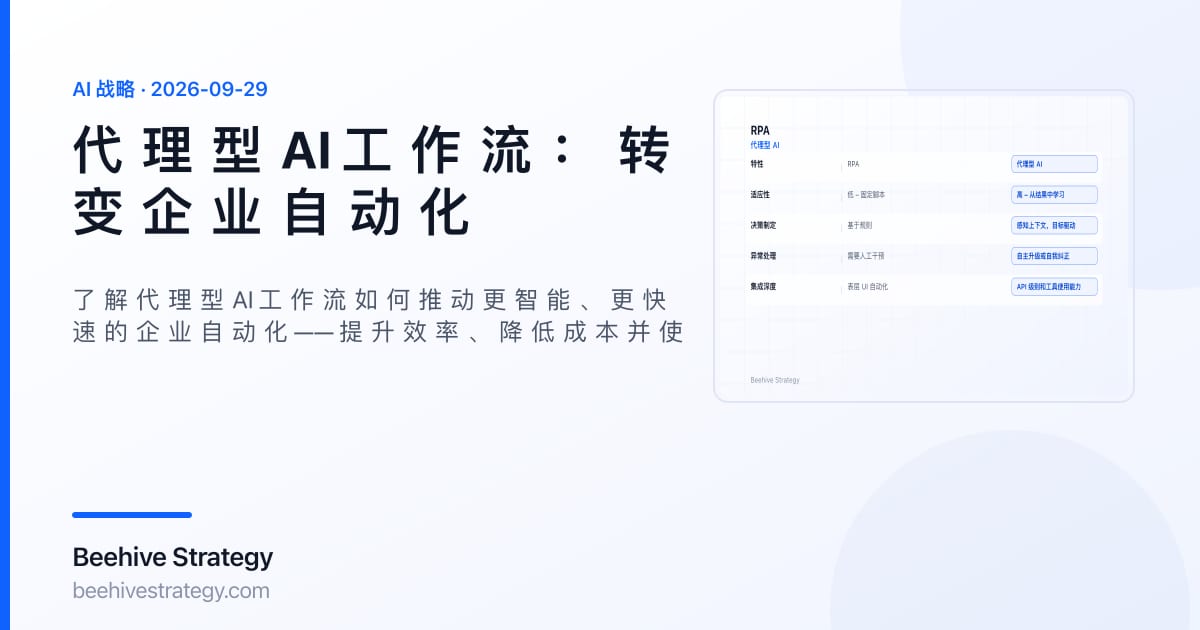 AI 战略 · 2026-09-29
代理型AI工作流：转
变企业自动化
了解代理型AI工作流如何推动更智能、更快
速的企业自动化——提升效率、降低成本并使
RPA
代理型 AI
特性 RPA 代理型 AI
适应性 低 – 固定脚本 高 – 从结果中学习
决策制定 基于规则 感知上下文，目标驱动
异常处理 需要人工干预 自主升级或自我纠正
集成深度 表层 UI 自动化 API 级别和工具使用能力
Beehive Strategy
Beehive Strategy
beehivestrategy.com